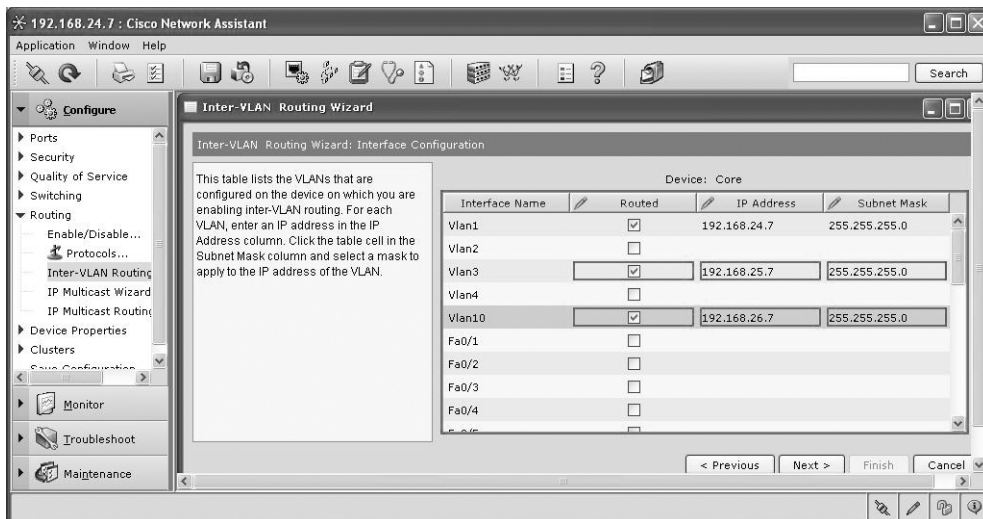 192.168.24.7 : Cisco Network Assistant
Application Window Help
Search
Configure
Ports
Security
Quality of Service
Switching
Routing
Enable/Disable...
Protocols...
Inter-VLAN Routing
IP Multicast Wizard
IP Multicast Routing
Device Properties
Clusters
Save Configuration
Monitor
Troubleshoot
Maintenance
Inter-VLAN Routing Wizard
Inter-VLAN Routing Wizard: Interface Configuration
This table lists the VLANs that are
configured on the device on which you are
enabling inter-VLAN routing. For each
VLAN, enter an IP address in the IP
Address column. Click the table cell in the
Subnet Mask column and select a mask to
apply to the IP address of the VLAN.
Device: Core
Interface Name Routed IP Address Subnet Mask
Vlan1 192.168.24.7 255.255.255.0
Vlan2
Vlan3 192.168.25.7 255.255.255.0
Vlan4
Vlan10 192.168.26.7 255.255.255.0
Fa0/1
Fa0/2
Fa0/3
Fa0/4
< Previous Next > Finish Cancel